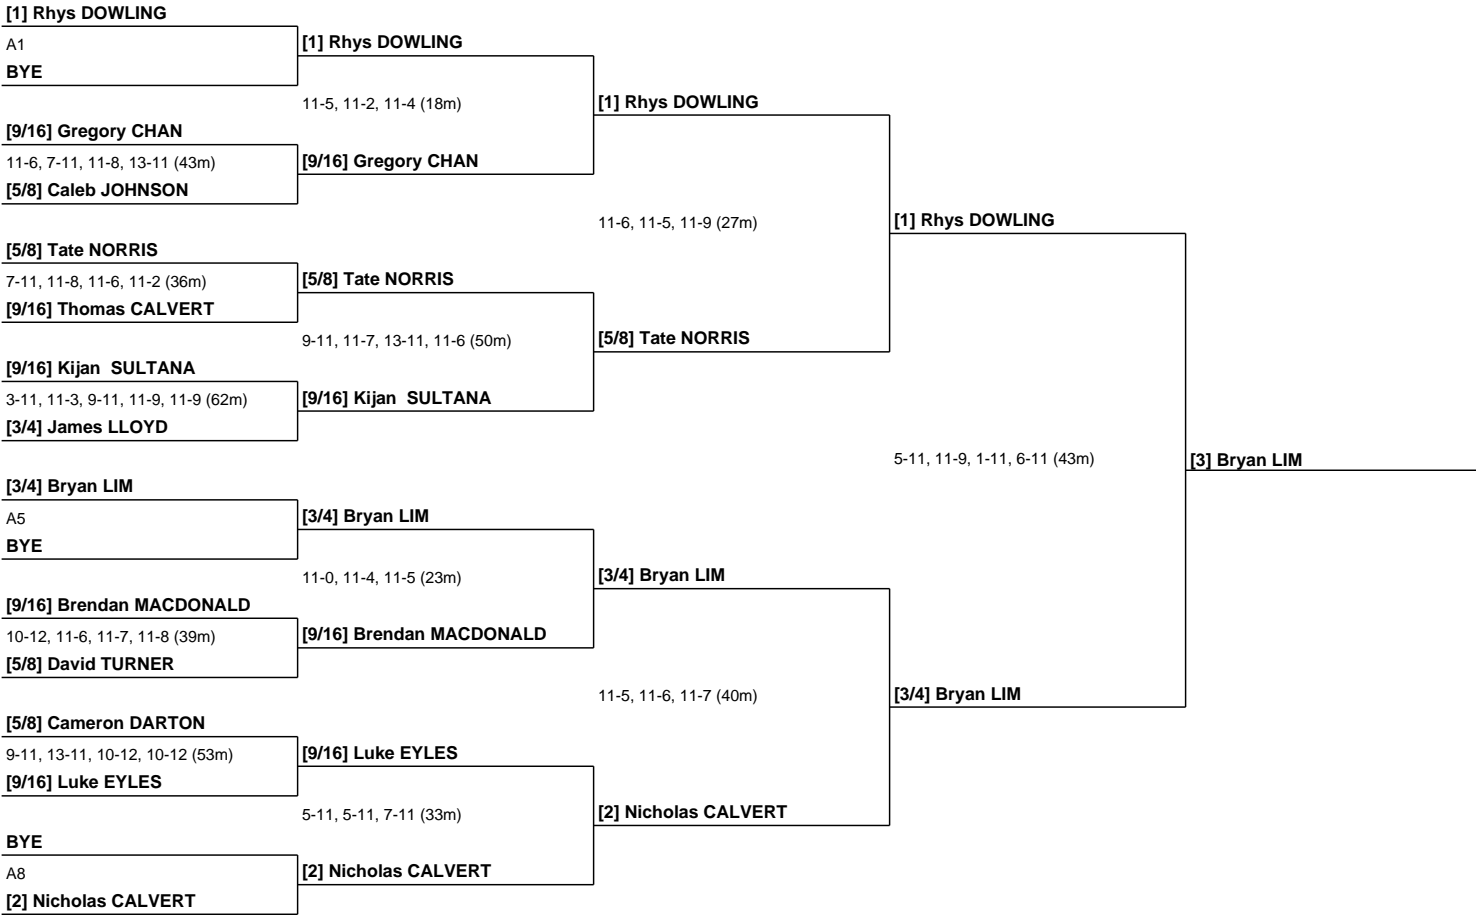 [1] Rhys DOWLING
A1
BYE
[9/16] Gregory CHAN
11-6, 7-11, 11-8, 13-11 (43m)
[5/8] Caleb JOHNSON
[5/8] Tate NORRIS
7-11, 11-8, 11-6, 11-2 (36m)
[9/16] Thomas CALVERT
[9/16] Kijan  SULTANA
3-11, 11-3, 9-11, 11-9, 11-9 (62m)
[3/4] James LLOYD
[3/4] Bryan LIM
A5
BYE
[9/16] Brendan MACDONALD
10-12, 11-6, 11-7, 11-8 (39m)
[5/8] David TURNER
[5/8] Cameron DARTON
9-11, 13-11, 10-12, 10-12 (53m)
[9/16] Luke EYLES
BYE
A8
[2] Nicholas CALVERT
[1] Rhys DOWLING
11-5, 11-2, 11-4 (18m)
[9/16] Gregory CHAN
[5/8] Tate NORRIS
9-11, 11-7, 13-11, 11-6 (50m)
[9/16] Kijan  SULTANA
[3/4] Bryan LIM
11-0, 11-4, 11-5 (23m)
[9/16] Brendan MACDONALD
[9/16] Luke EYLES
5-11, 5-11, 7-11 (33m)
[2] Nicholas CALVERT
[1] Rhys DOWLING
11-6, 11-5, 11-9 (27m)
[5/8] Tate NORRIS
[3/4] Bryan LIM
11-5, 11-6, 11-7 (40m)
[2] Nicholas CALVERT
[1] Rhys DOWLING
5-11, 11-9, 1-11, 6-11 (43m)
[3/4] Bryan LIM
[3] Bryan LIM